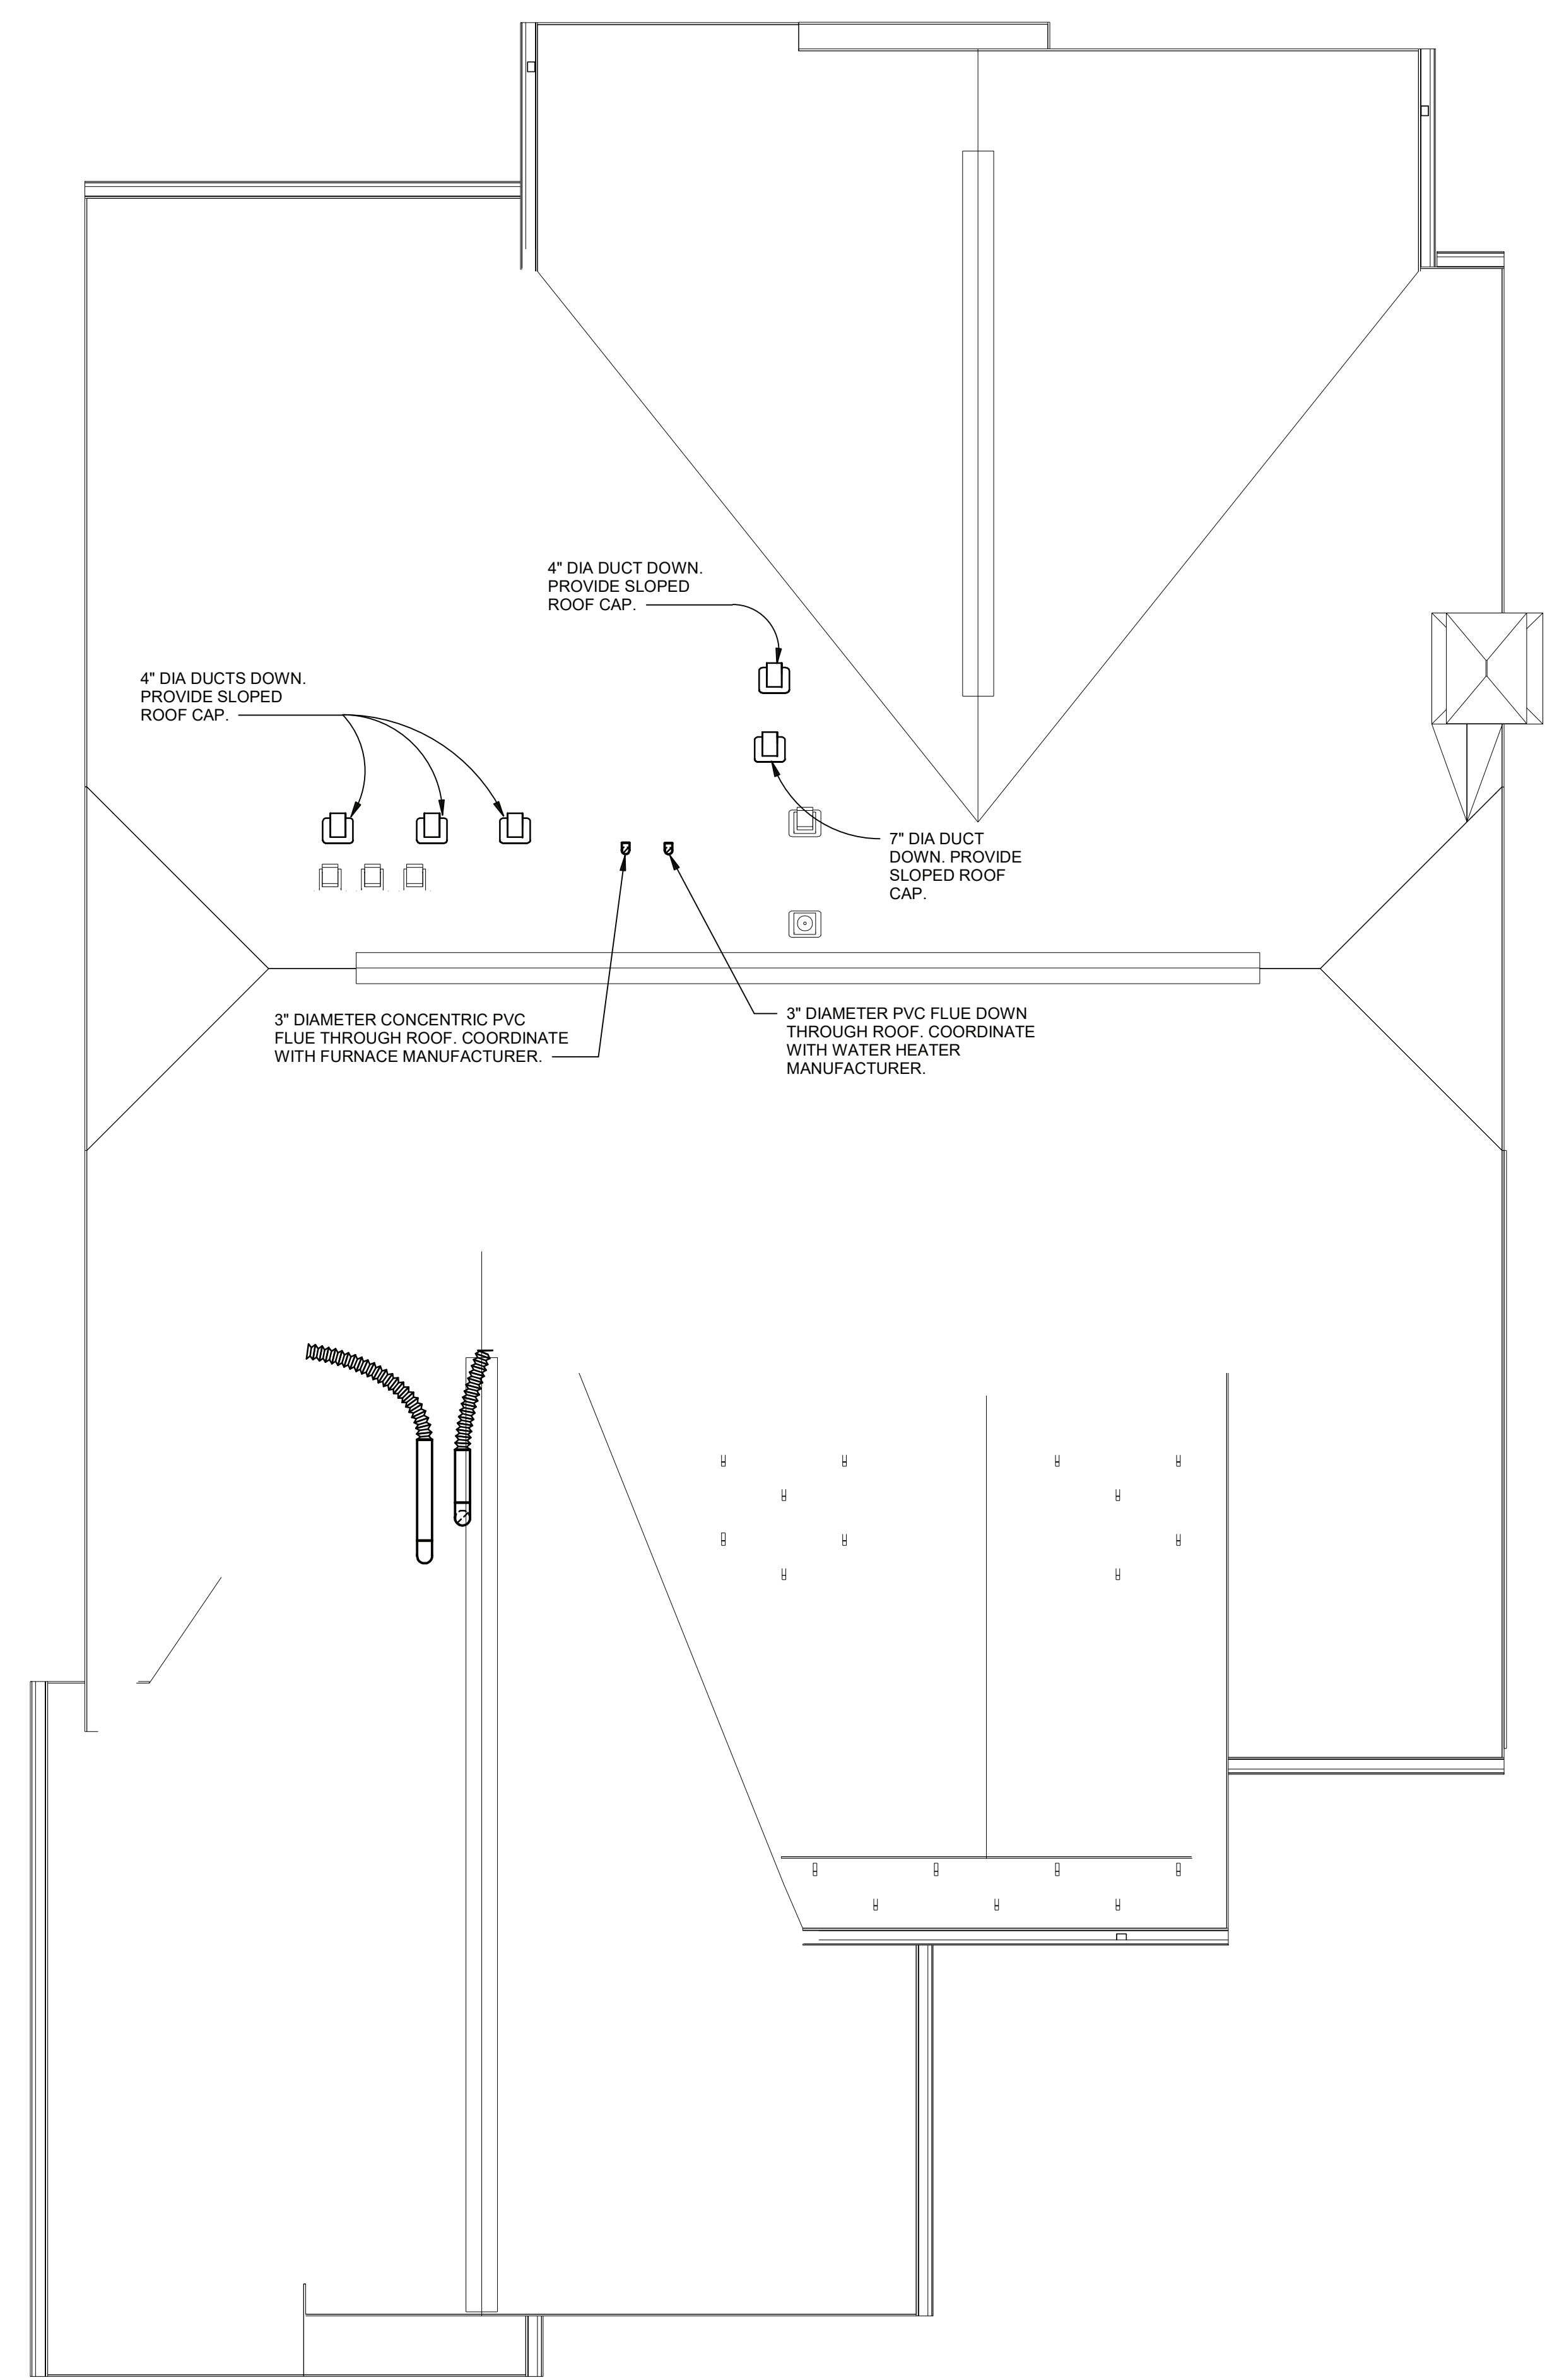 4" DIA DUCT DOWN.
PROVIDE SLOPED
ROOF CAP.
4" DIA DUCTS DOWN.
PROVIDE SLOPED
ROOF CAP.
7" DIA DUCT
DOWN. PROVIDE
SLOPED ROOF
CAP.
3" DIAMETER CONCENTRIC PVC
FLUE THROUGH ROOF. COORDINATE
WITH FURNACE MANUFACTURER.
3" DIAMETER PVC FLUE DOWN
THROUGH ROOF. COORDINATE
WITH WATER HEATER
MANUFACTURER.